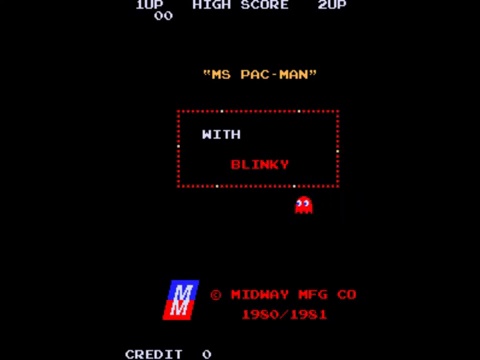 1UP HIGH SCORE 2UP
00
"MS PAC-MAN"
WITH
BLINKY
MM
© MIDWAY MFG CO
1980/1981
CREDIT 0